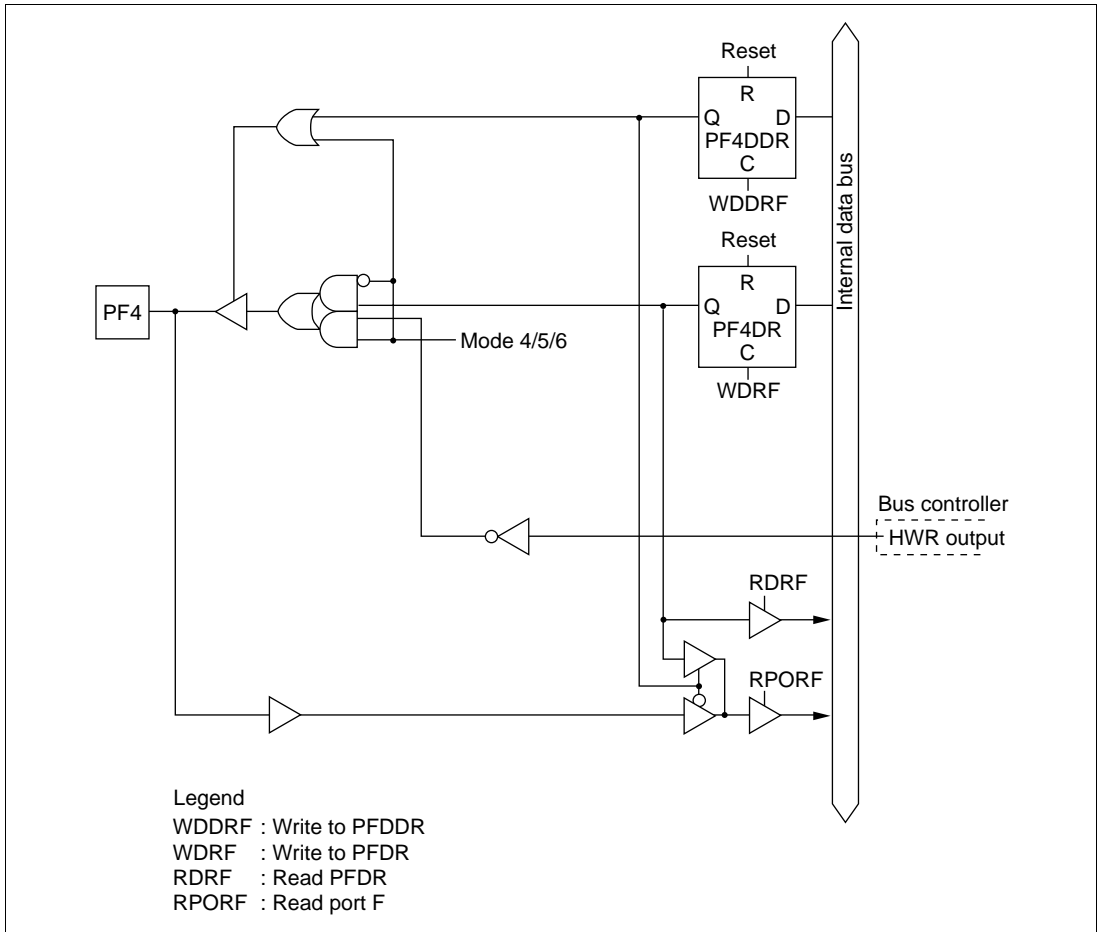 Reset
R
Q D
PF4DDR
C
WDDRF
Reset
R
Q D
PF4DR
C
WDRF
Internal data bus
PF4
Mode 4/5/6
Bus controller
HWR output
RDRF
RPORF
Legend
WDDRF : Write to PFDDR
WDRF : Write to PFDR
RDRF : Read PFDR
RPORF : Read port F